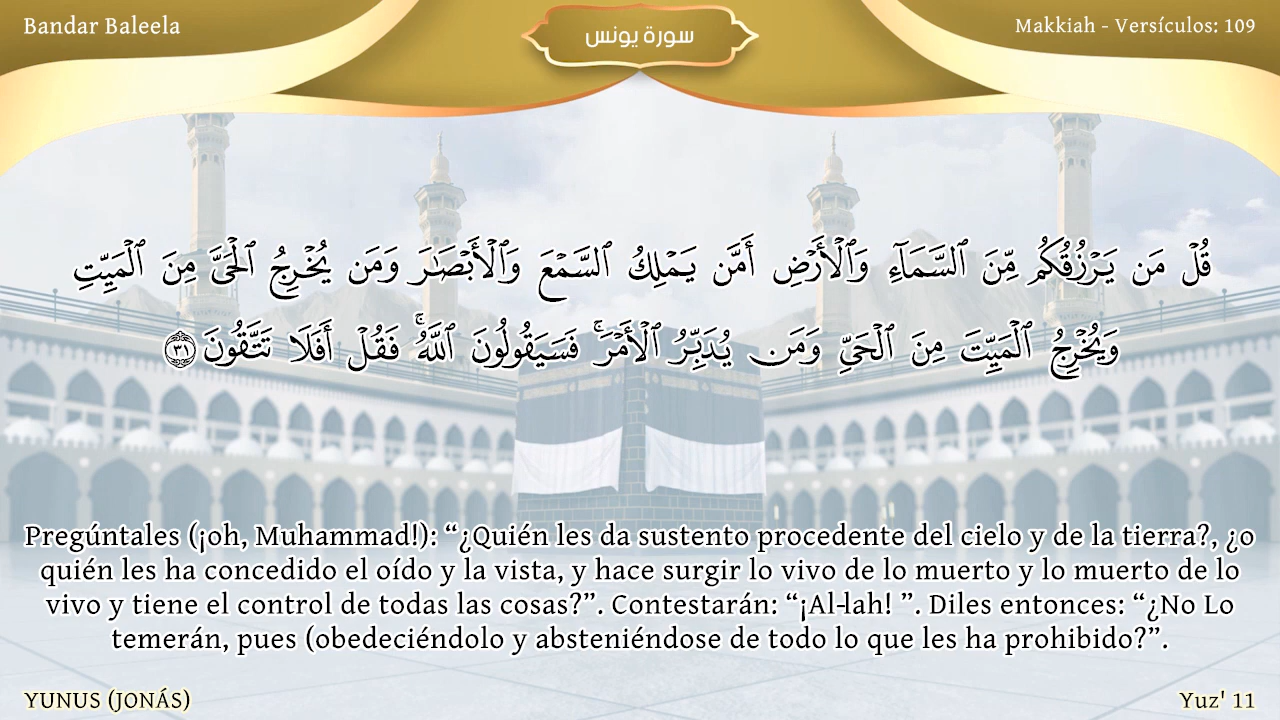 Bandar Baleela
سورة يونس
Makkiah - Versículos: 109
قُلْ مَن يَرْزُقُكُم مِّنَ ٱلسَّمَآءِ وَٱلْأَرْضِ أَمَّن يَمْلِكُ ٱلسَّمْعَ وَٱلْأَبْصَٰرَ وَمَن يُخْرِجُ ٱلْحَىَّ مِنَ ٱلْمَيِّتِ
وَيُخْرِجُ ٱلْمَيِّتَ مِنَ ٱلْحَىِّ وَمَن يُدَبِّرُ ٱلْأَمْرَ ۚ فَسَيَقُولُونَ ٱللَّهُ ۚ فَقُلْ أَفَلَا تَتَّقُونَ ٣١
Pregúntales (¡oh, Muhammad!): “¿Quién les da sustento procedente del cielo y de la tierra?, ¿o
quién les ha concedido el oído y la vista, y hace surgir lo vivo de lo muerto y lo muerto de lo
vivo y tiene el control de todas las cosas?”. Contestarán: “¡Al-lah! ”. Diles entonces: “¿No Lo
temerán, pues (obedeciéndolo y absteniéndose de todo lo que les ha prohibido?”.
YUNUS (JONÁS)
Yuz' 11